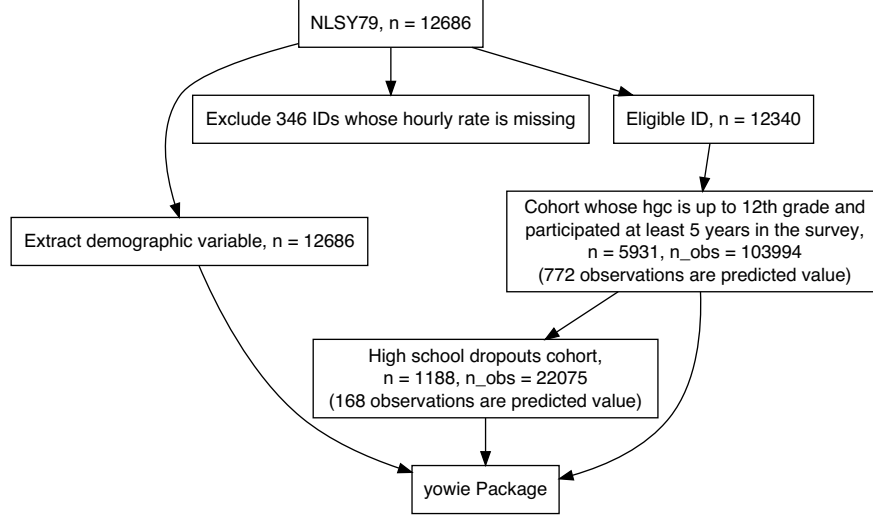 NLSY79, n = 12686
Exclude 346 IDs whose hourly rate is missing
Eligible ID, n = 12340
Extract demographic variable, n = 12686
Cohort whose hgc is up to 12th grade and
participated at least 5 years in the survey,
n = 5931, n_obs = 103994
(772 observations are predicted value)
High school dropouts cohort,
n = 1188, n_obs = 22075
(168 observations are predicted value)
yowie Package